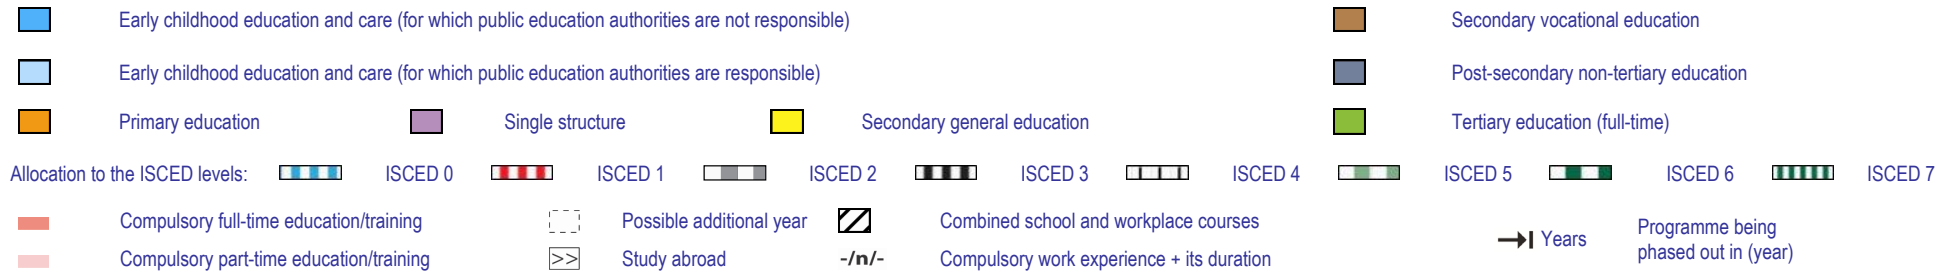 Early childhood education and care (for which public education authorities are not responsible)
Secondary vocational education
Early childhood education and care (for which public education authorities are responsible)
Post-secondary non-tertiary education
Primary education
Single structure
Secondary general education
Tertiary education (full-time)
Allocation to the ISCED levels:
ISCED 0
ISCED 1
ISCED 2
ISCED 3
ISCED 4
ISCED 5
ISCED 6
ISCED 7
Compulsory full-time education/training
Possible additional year
Combined school and workplace courses
Years
Programme being
phased out in (year)
Compulsory part-time education/training
>>
Study abroad
-/n/-
Compulsory work experience + its duration